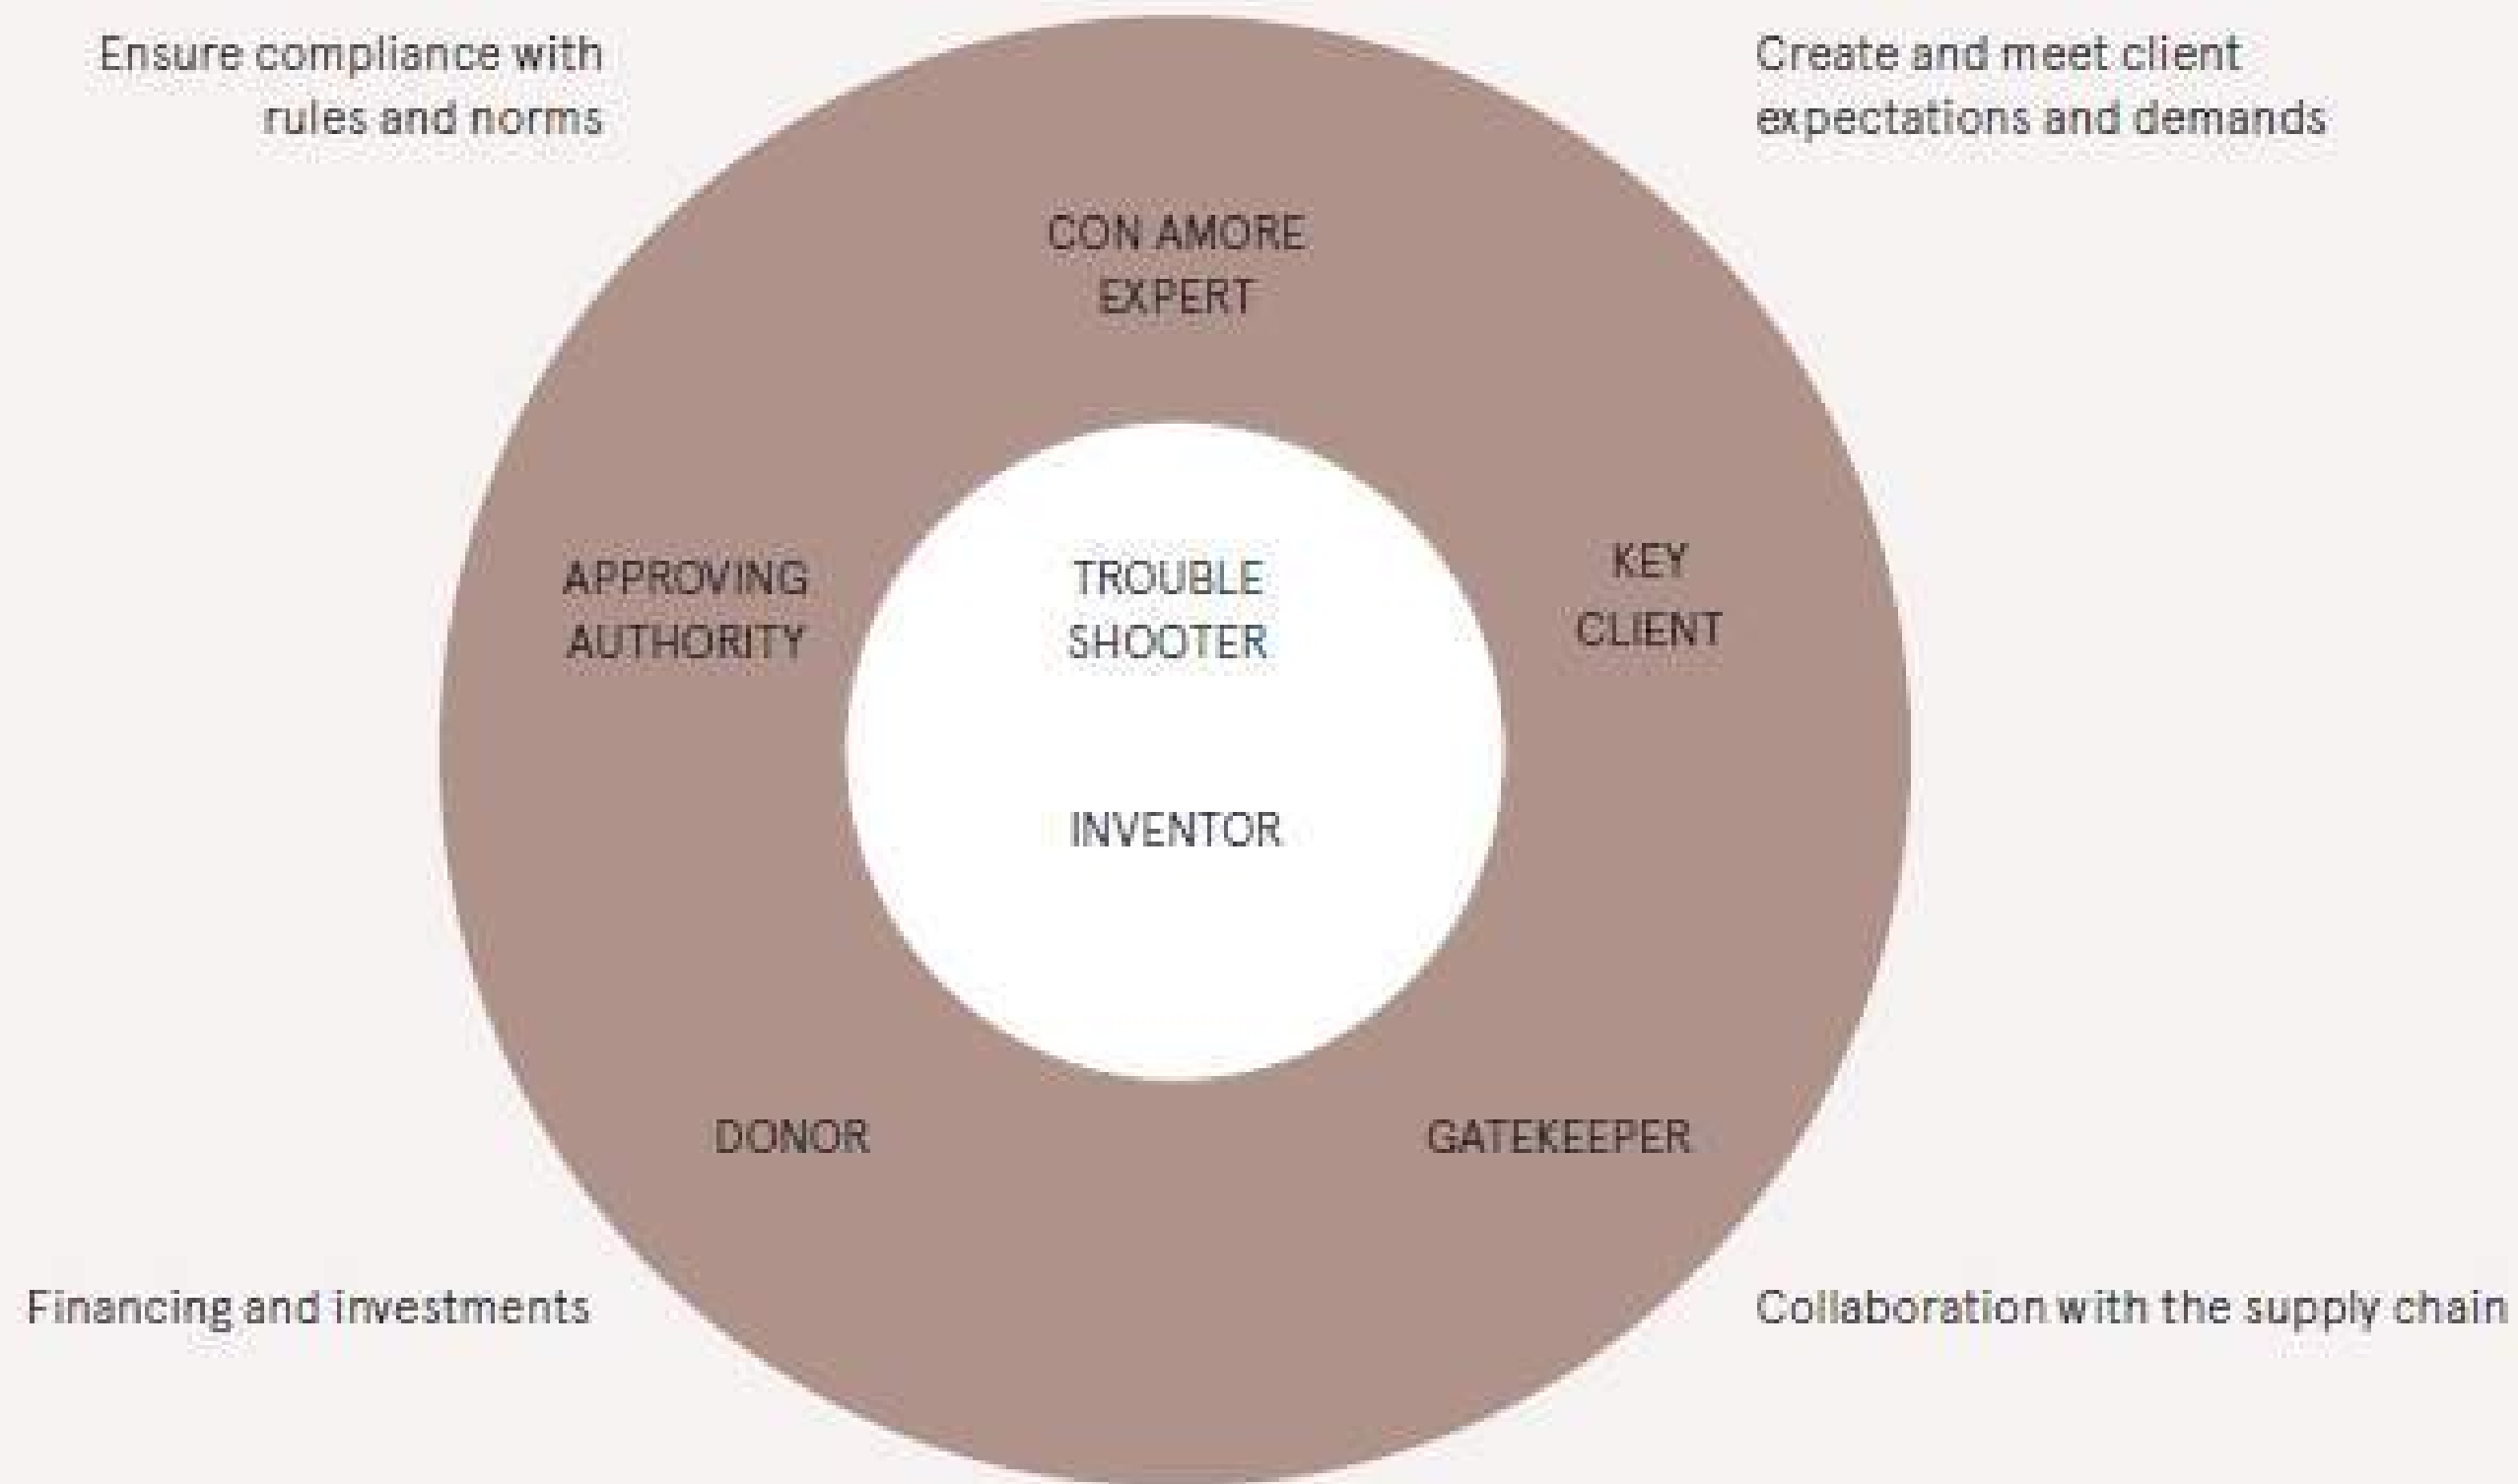 Ensure compliance with
rules and norms
Create and meet client
expectations and demands
CON AMORE
EXPERT
APPROVING
AUTHORITY
TROUBLE
SHOOTER
KEY
CLIENT
INVENTOR
DONOR
GATEKEEPER
Financing and investments
Collaboration with the supply chain